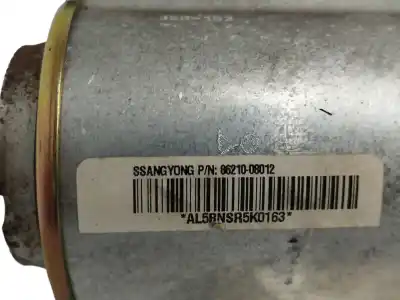 SSANGYONG P/N: 86210-08012
*AL5BNSR5K0163*